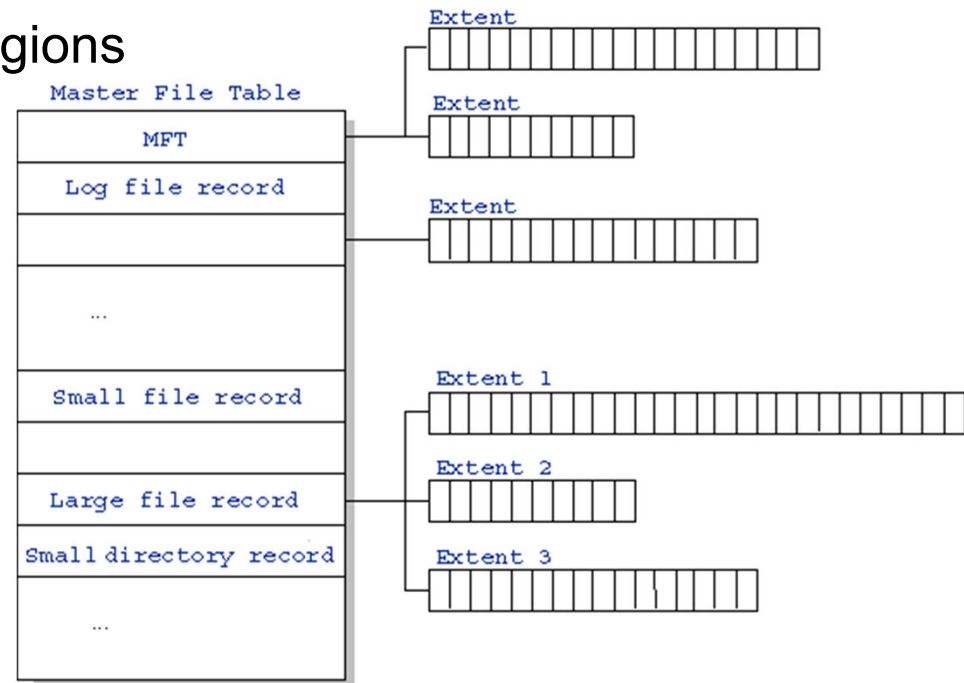 gions
Master File Table
MFT
Log file record
...
Small file record
Large file record
Small directory record
...
Extent
Extent
Extent
Extent 1
Extent 2
Extent 3